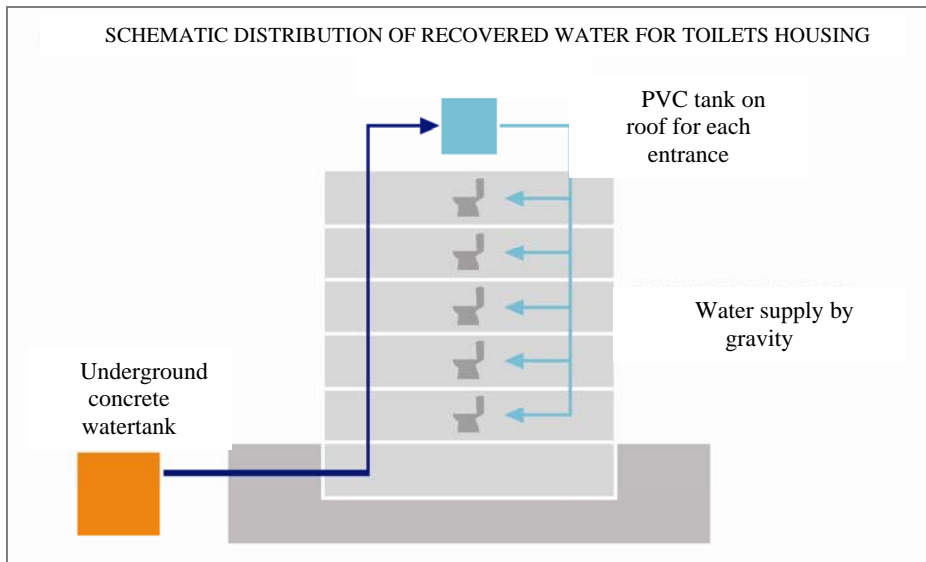 SCHEMATIC DISTRIBUTION OF RECOVERED WATER FOR TOILETS HOUSING
PVC tank on
roof for each
entrance
Water supply by
gravity
Underground
concrete
watertank